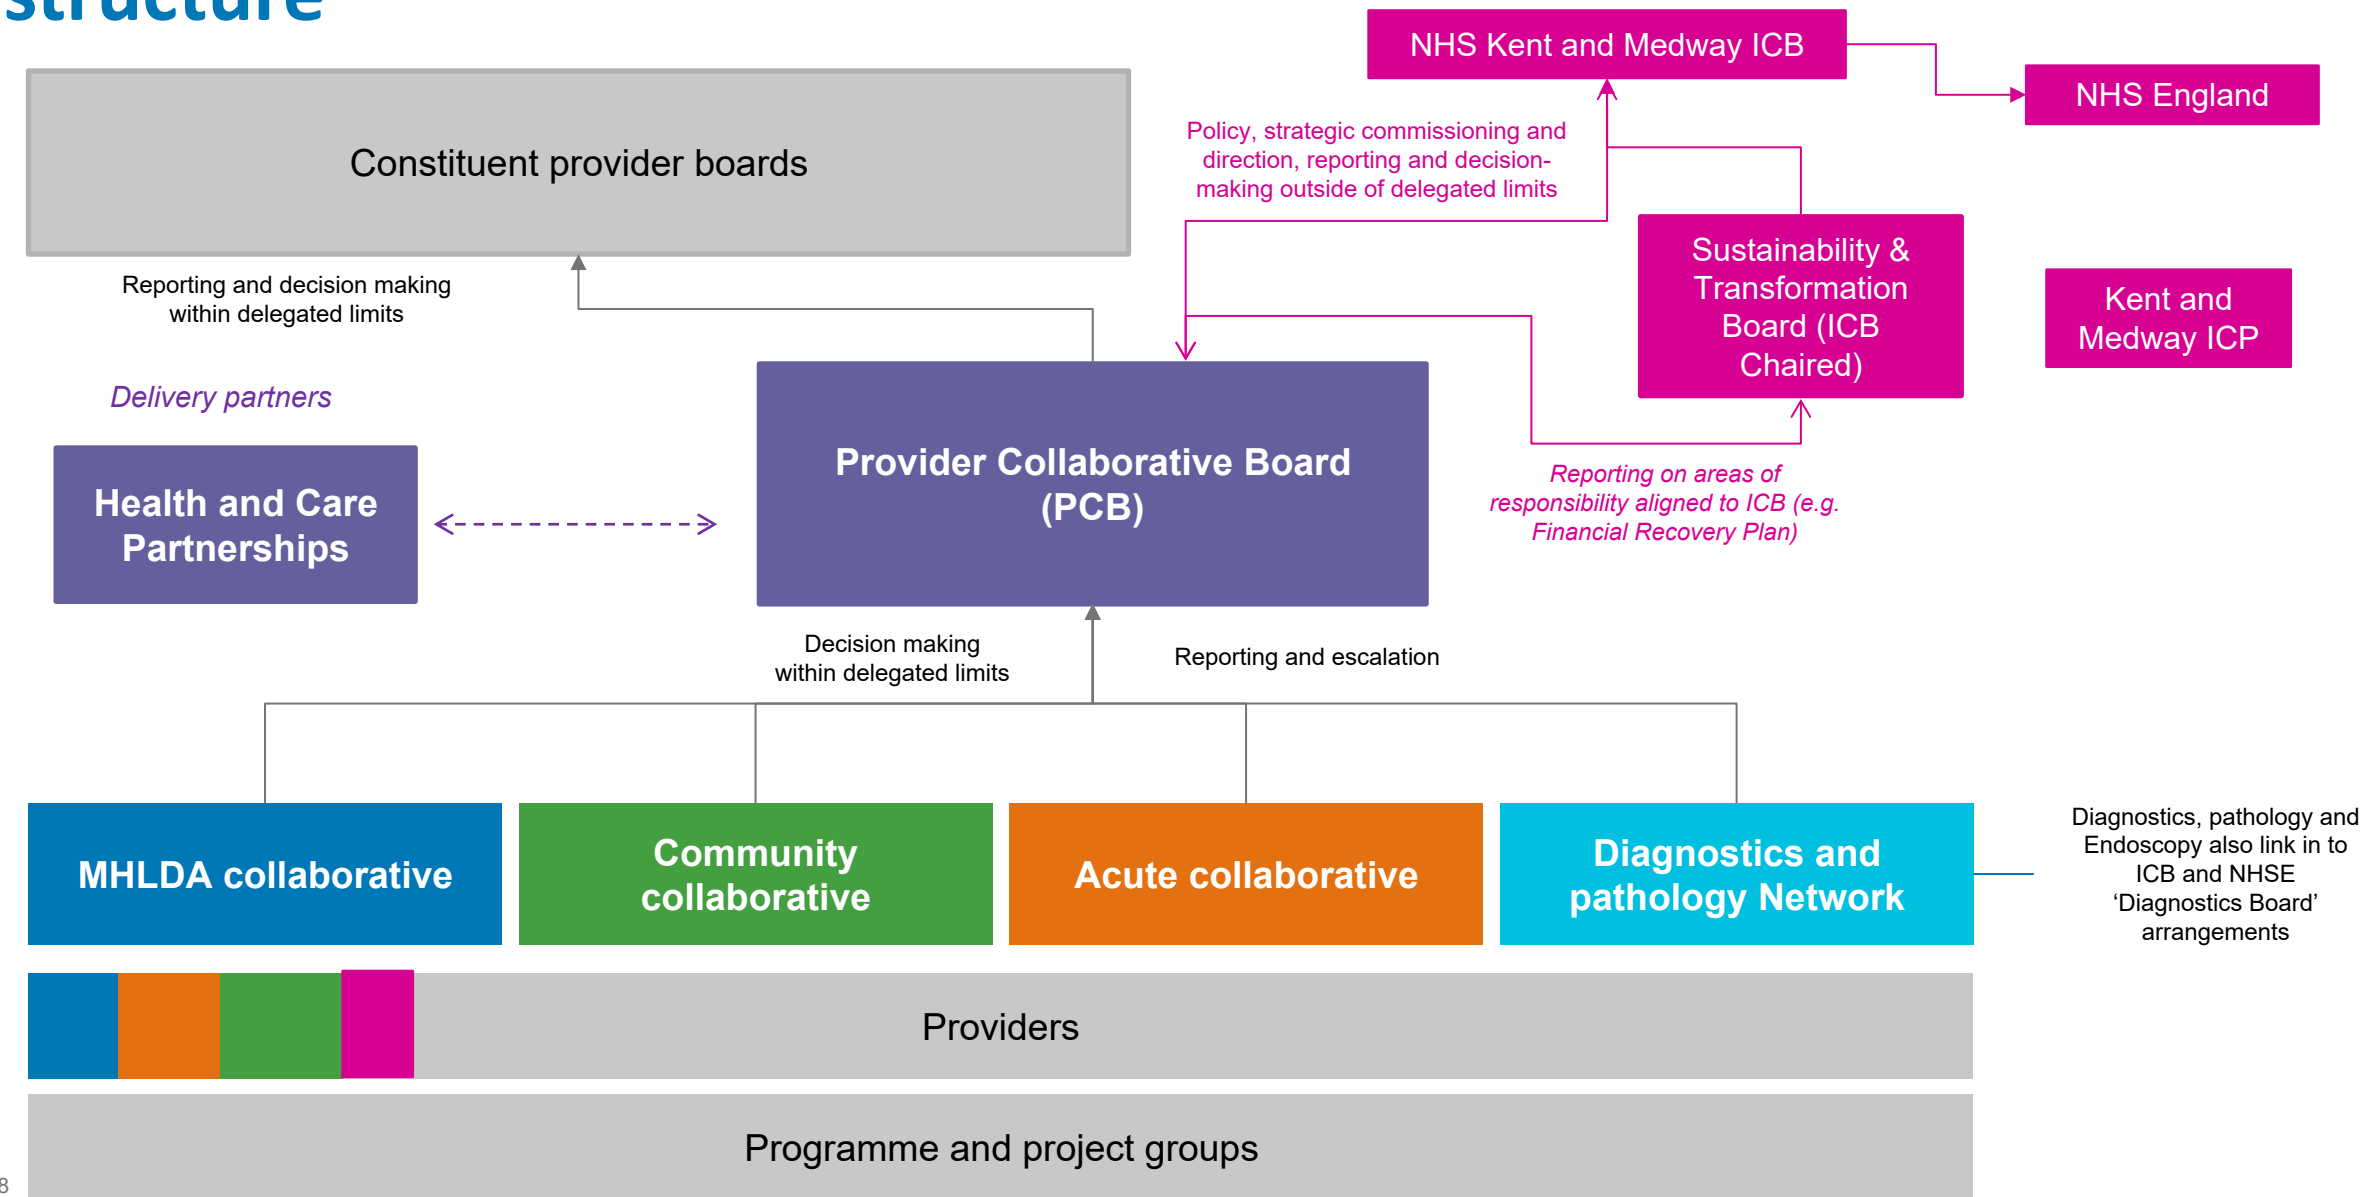 structure
NHS Kent and Medway ICB
NHS England
Constituent provider boards
Policy, strategic commissioning and
direction, reporting and decision-
making outside of delegated limits
Sustainability &
Transformation
Board (ICB
Chaired)
Kent and
Medway ICP
Reporting and decision making
within delegated limits
Delivery partners
Health and Care
Partnerships
Provider Collaborative Board
(PCB)
Reporting on areas of
responsibility aligned to ICB (e.g.
Financial Recovery Plan)
Decision making
within delegated limits
Reporting and escalation
MHLDA collaborative
Community
collaborative
Acute collaborative
Diagnostics and
pathology Network
Diagnostics, pathology and
Endoscopy also link in to
ICB and NHSE
‘Diagnostics Board’
arrangements
Providers
Programme and project groups
8